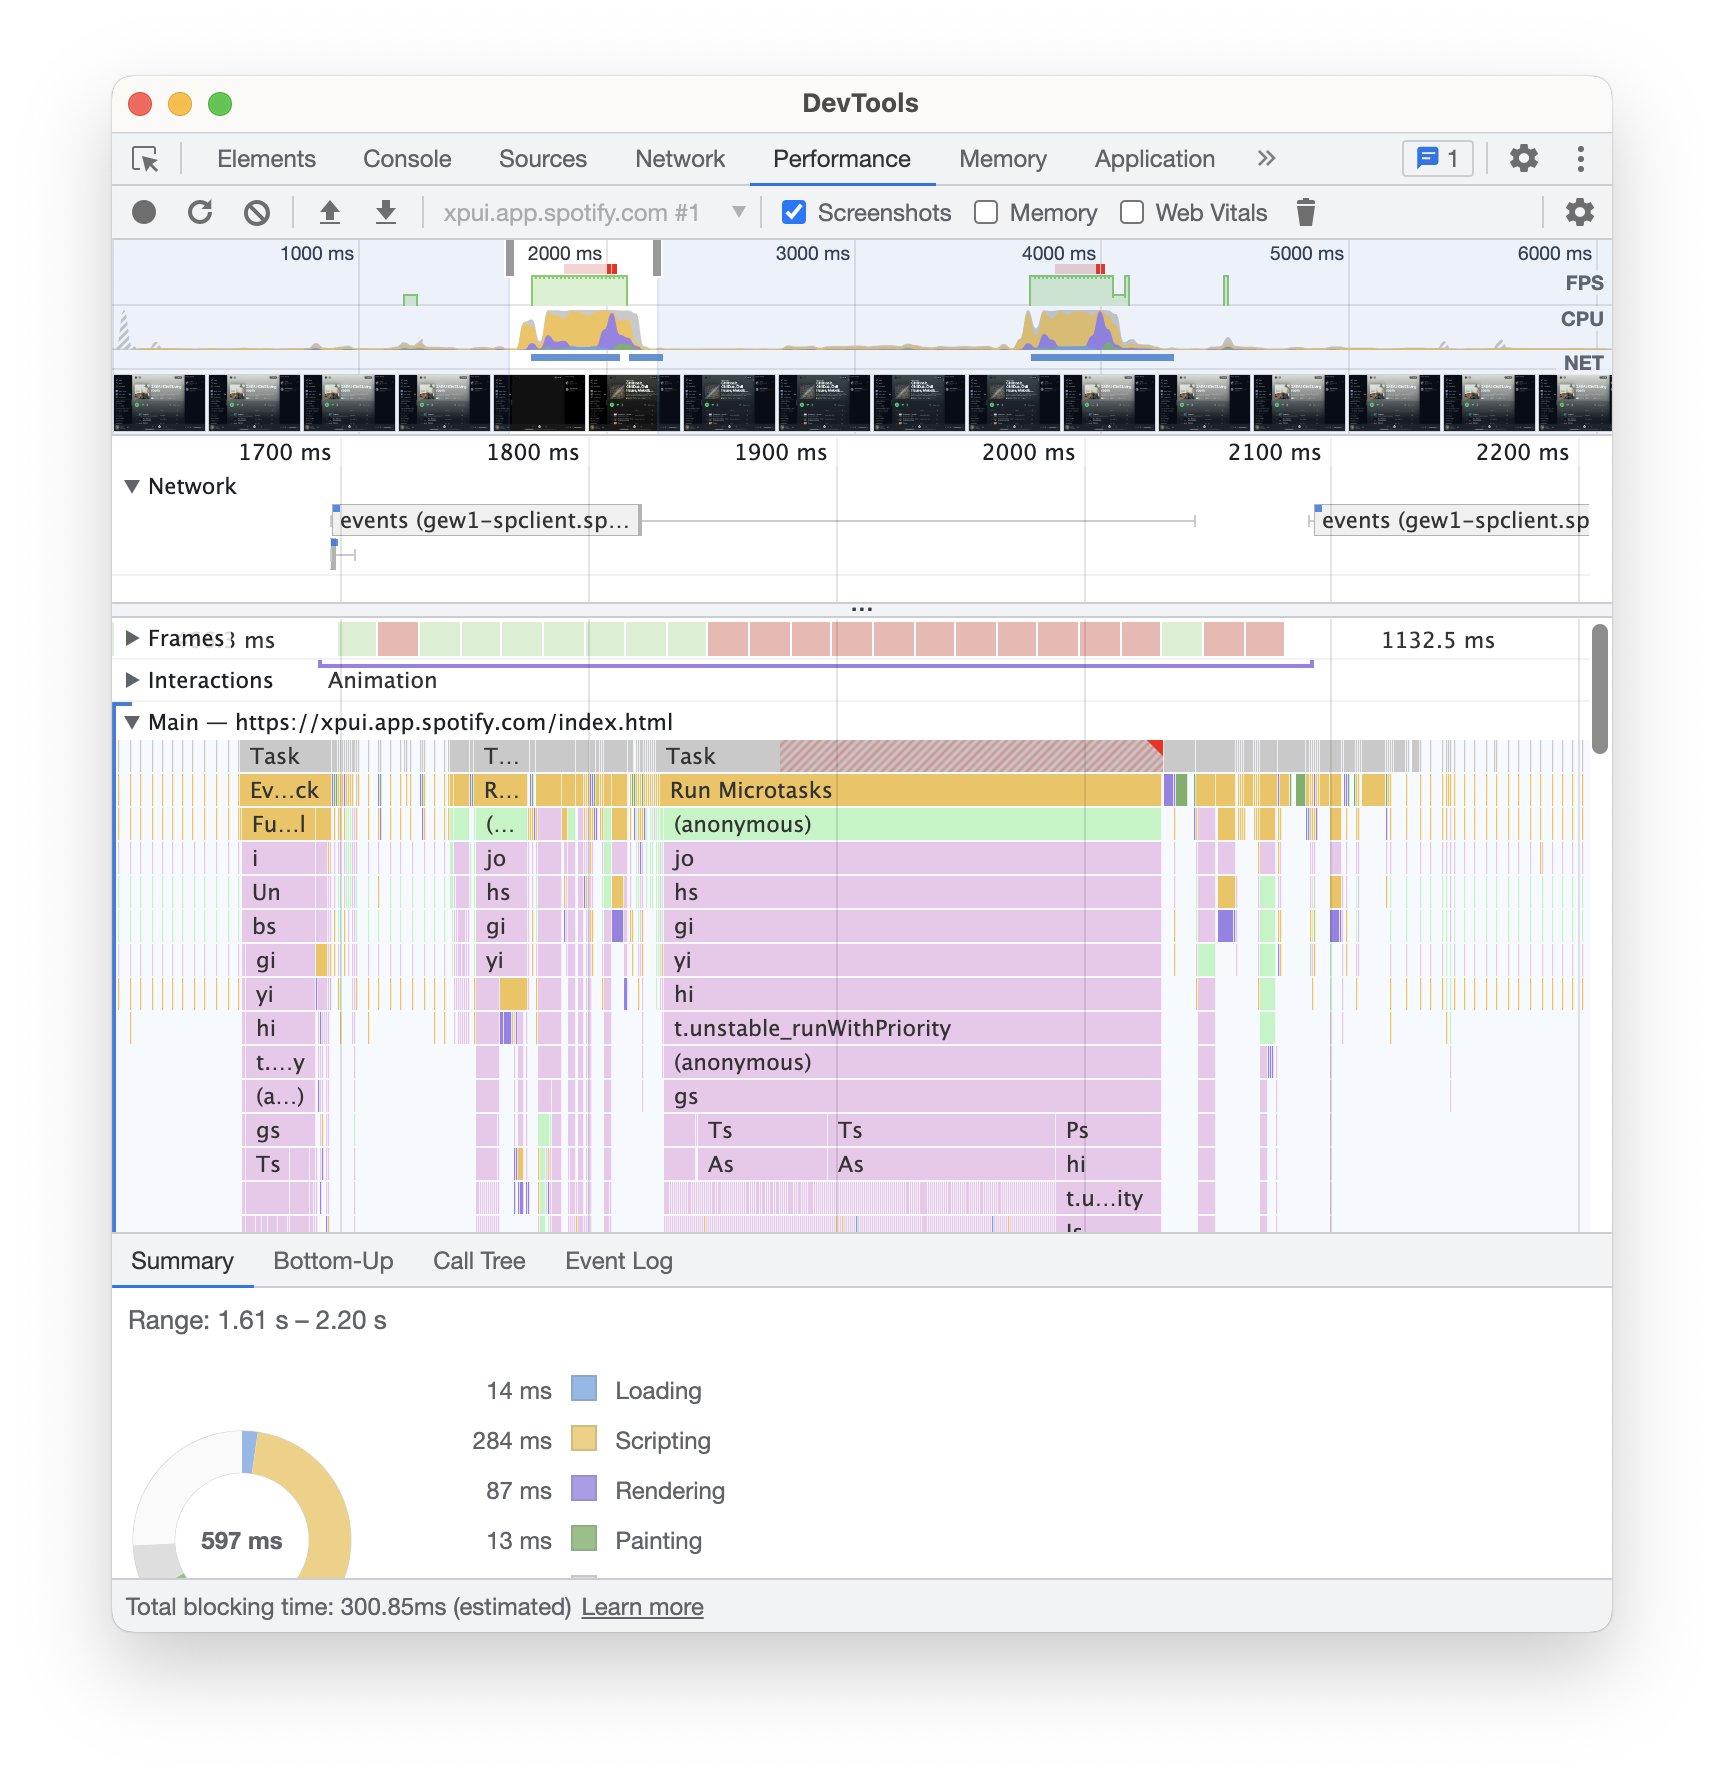 DevTools
Elements Console Sources Network Performance Memory Application 1
xpui.app.spotify.com #1 Screenshots Memory Web Vitals
1000 ms 2000 ms 3000 ms 4000 ms 5000 ms 6000 ms
FPS
CPU
NET
1700 ms 1800 ms 1900 ms 2000 ms 2100 ms 2200 ms
Network
events (gew1-spclient.sp... events (gew1-spclient.sp
...
Frames ms 1132.5 ms
Interactions Animation
Main — https://xpui.app.spotify.com/index.html
Task T... Task
Ev...ck R... Run Microtasks
Fu...l (... (anonymous)
i jo jo
Un hs hs
bs gi gi
gi yi yi
yi hi
hi t.unstable_runWithPriority
t....y (anonymous)
(a...) gs
gs Ts Ts Ps
Ts As As hi
t.u...ity
Summary Bottom-Up Call Tree Event Log
Range: 1.61 s – 2.20 s
14 ms Loading
284 ms Scripting
87 ms Rendering
597 ms
13 ms Painting
Total blocking time: 300.85ms (estimated) Learn more